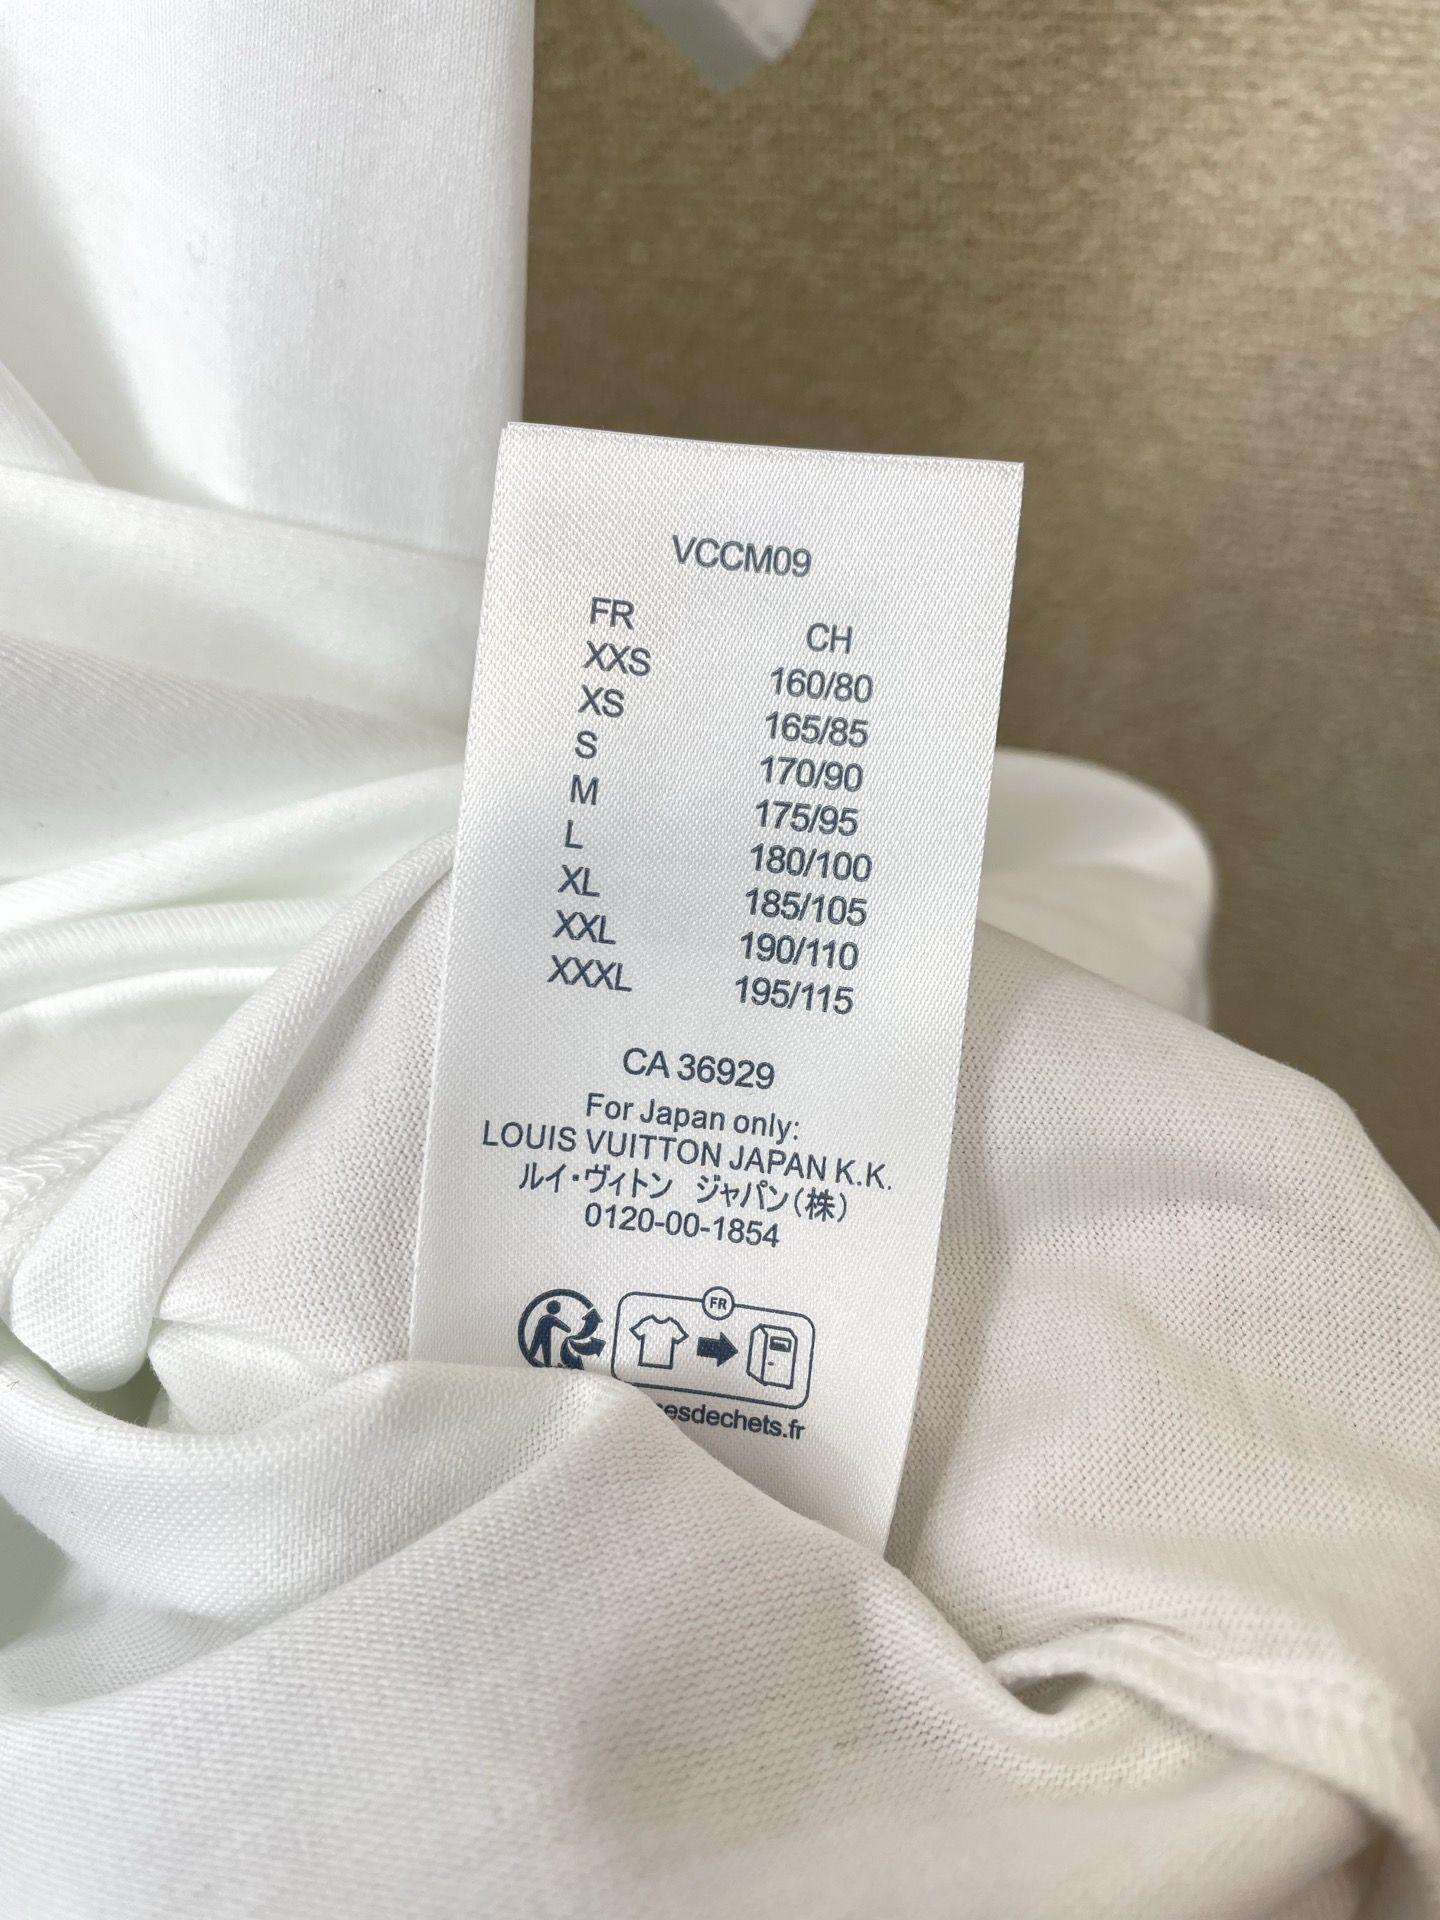 VCCM09
FR CH
XXS 160/80
XS 165/85
S 170/90
M 175/95
L 180/100
XL 185/105
XXL 190/110
XXXL 195/115
CA 36929
For Japan only:
LOUIS VUITTON JAPAN K.K.
ルイ・ヴィトン ジャパン(株)
0120-00-1854
FR
esdechets.fr